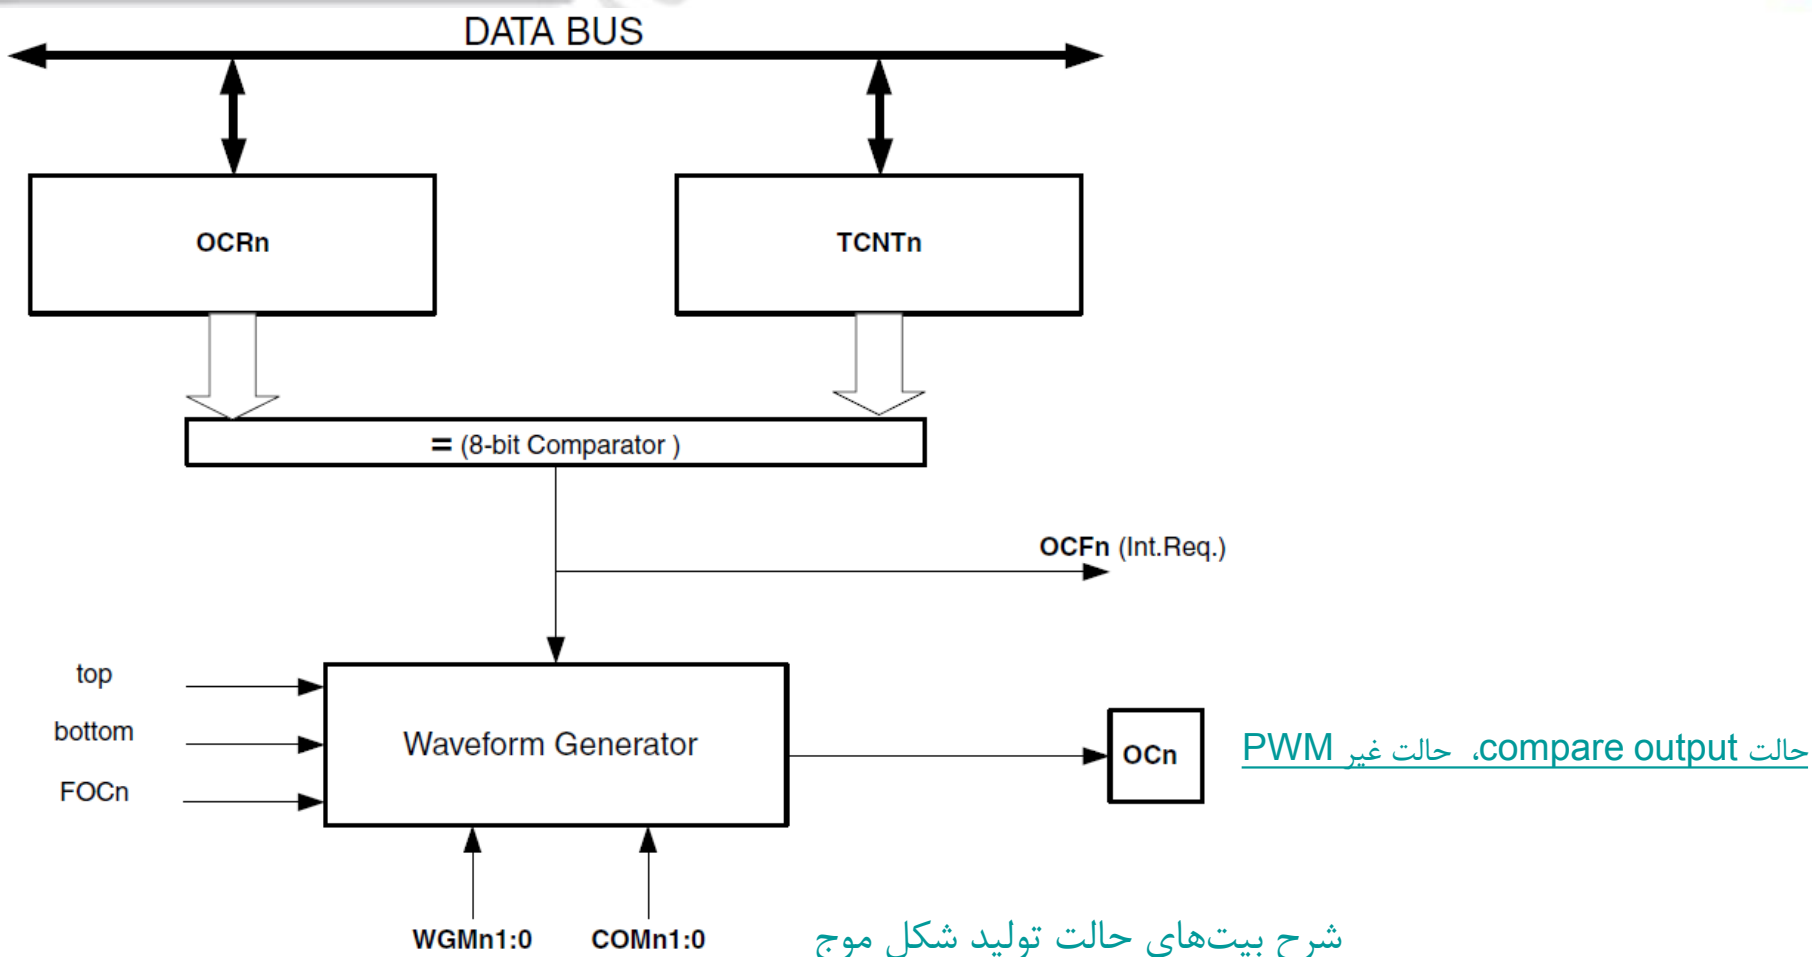 DATA BUS
OCRn
TCNTn
= (8-bit Comparator )
OCFn (Int.Req.)
top
bottom
FOCn
Waveform Generator
OCn
حالت compare output، حالت غیر PWM
WGMn1:0
COMn1:0
شرح بیت‌های حالت تولید شکل موج